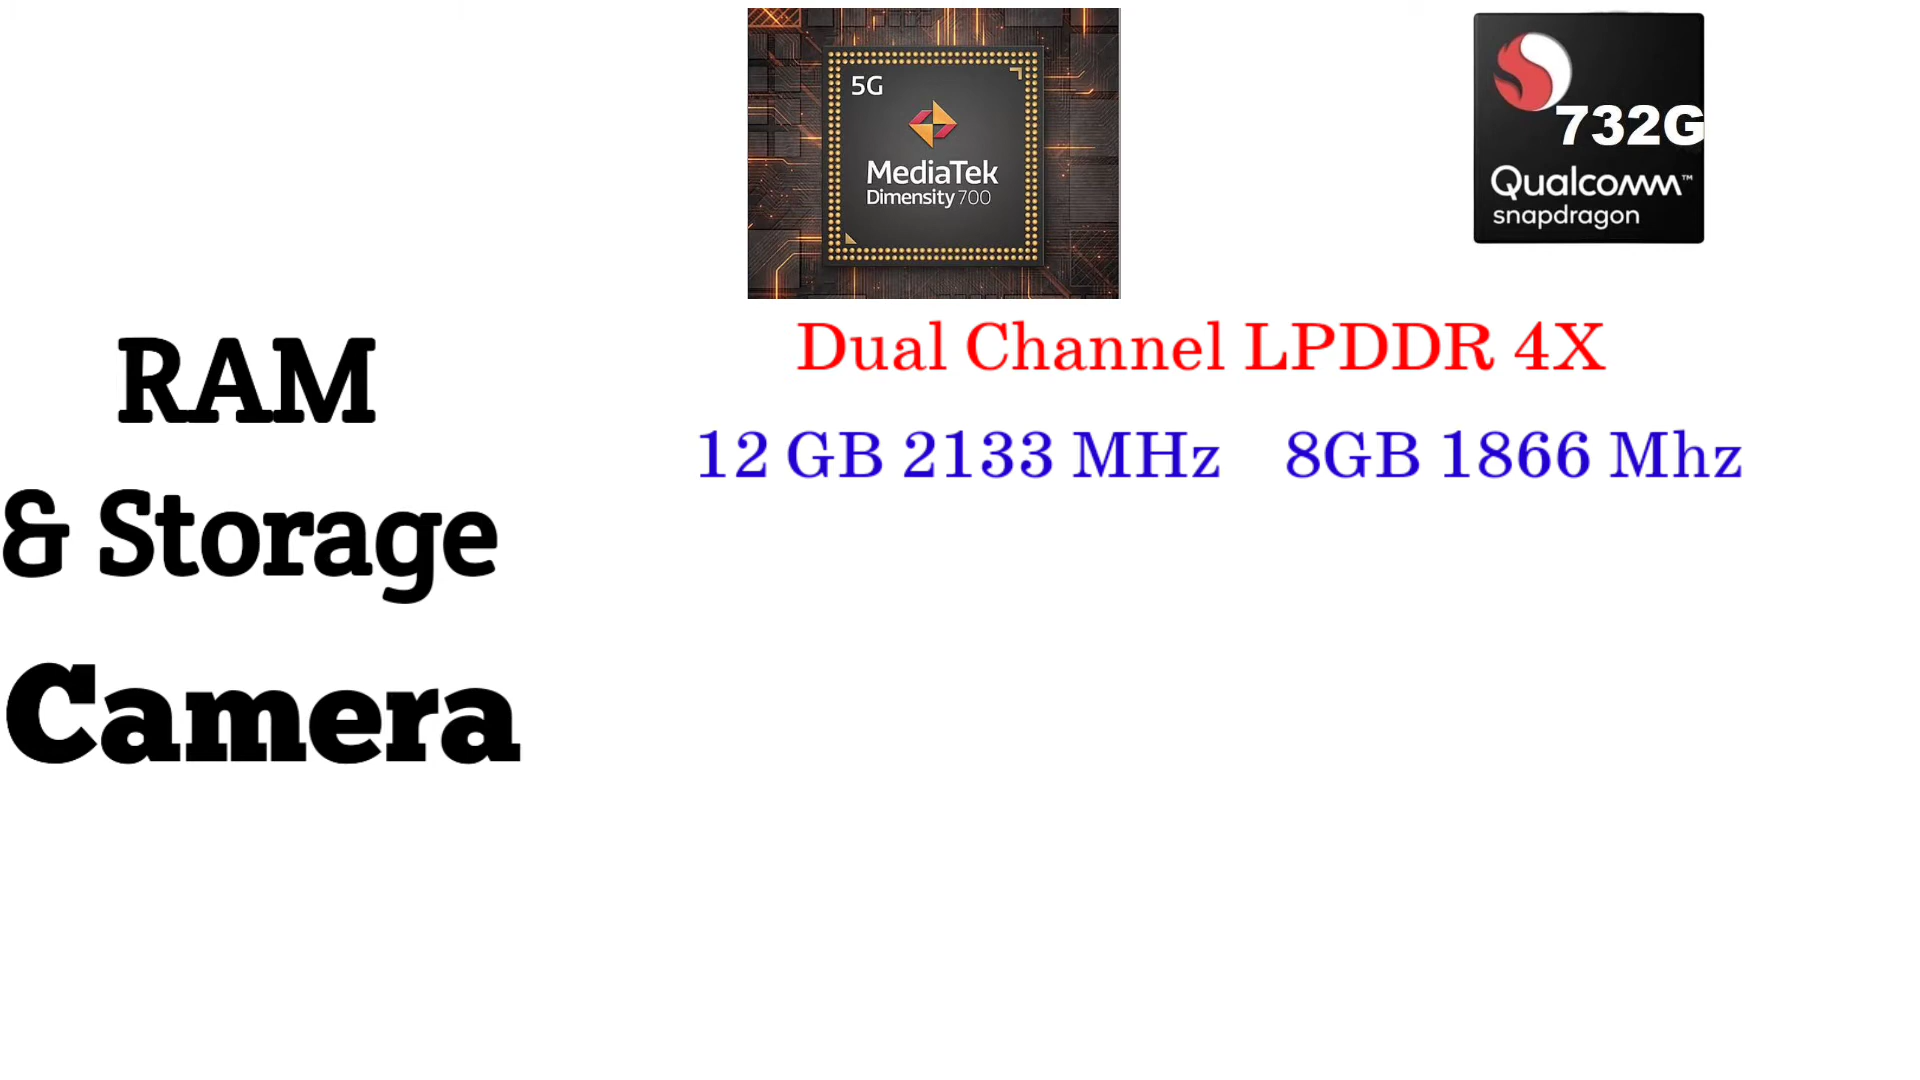 5G
MediaTek
Dimensity 700
732G
Qualcomm™
snapdragon
RAM
& Storage
Dual Channel LPDDR 4X
12 GB 2133 MHz 8GB 1866 Mhz
Camera